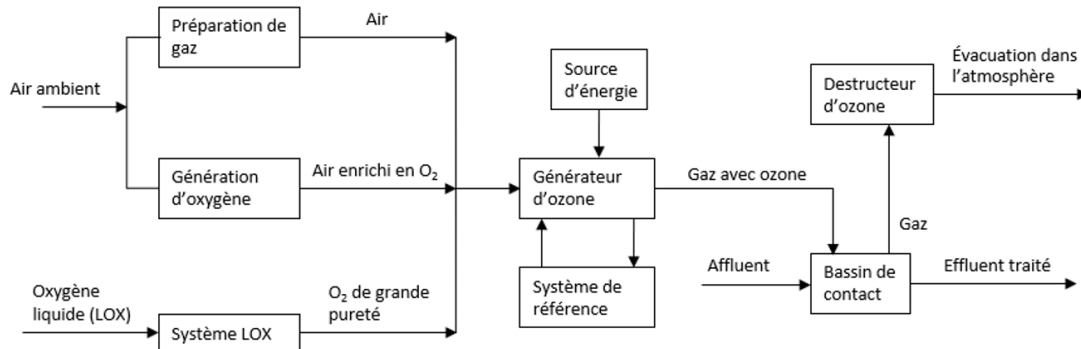 Préparation de
gaz
Air
Air ambient
Génération
d'oxygène
Air enrichi en O₂
Oxygène
liquide (LOX)
Système LOX
O₂ de grande
pureté
Source
d'énergie
Générateur
d'ozone
Système de
référence
Gaz avec ozone
Destructeur
d'ozone
Évacuation dans
l'atmosphère
Gaz
Affluent
Bassin de
contact
Effluent traité